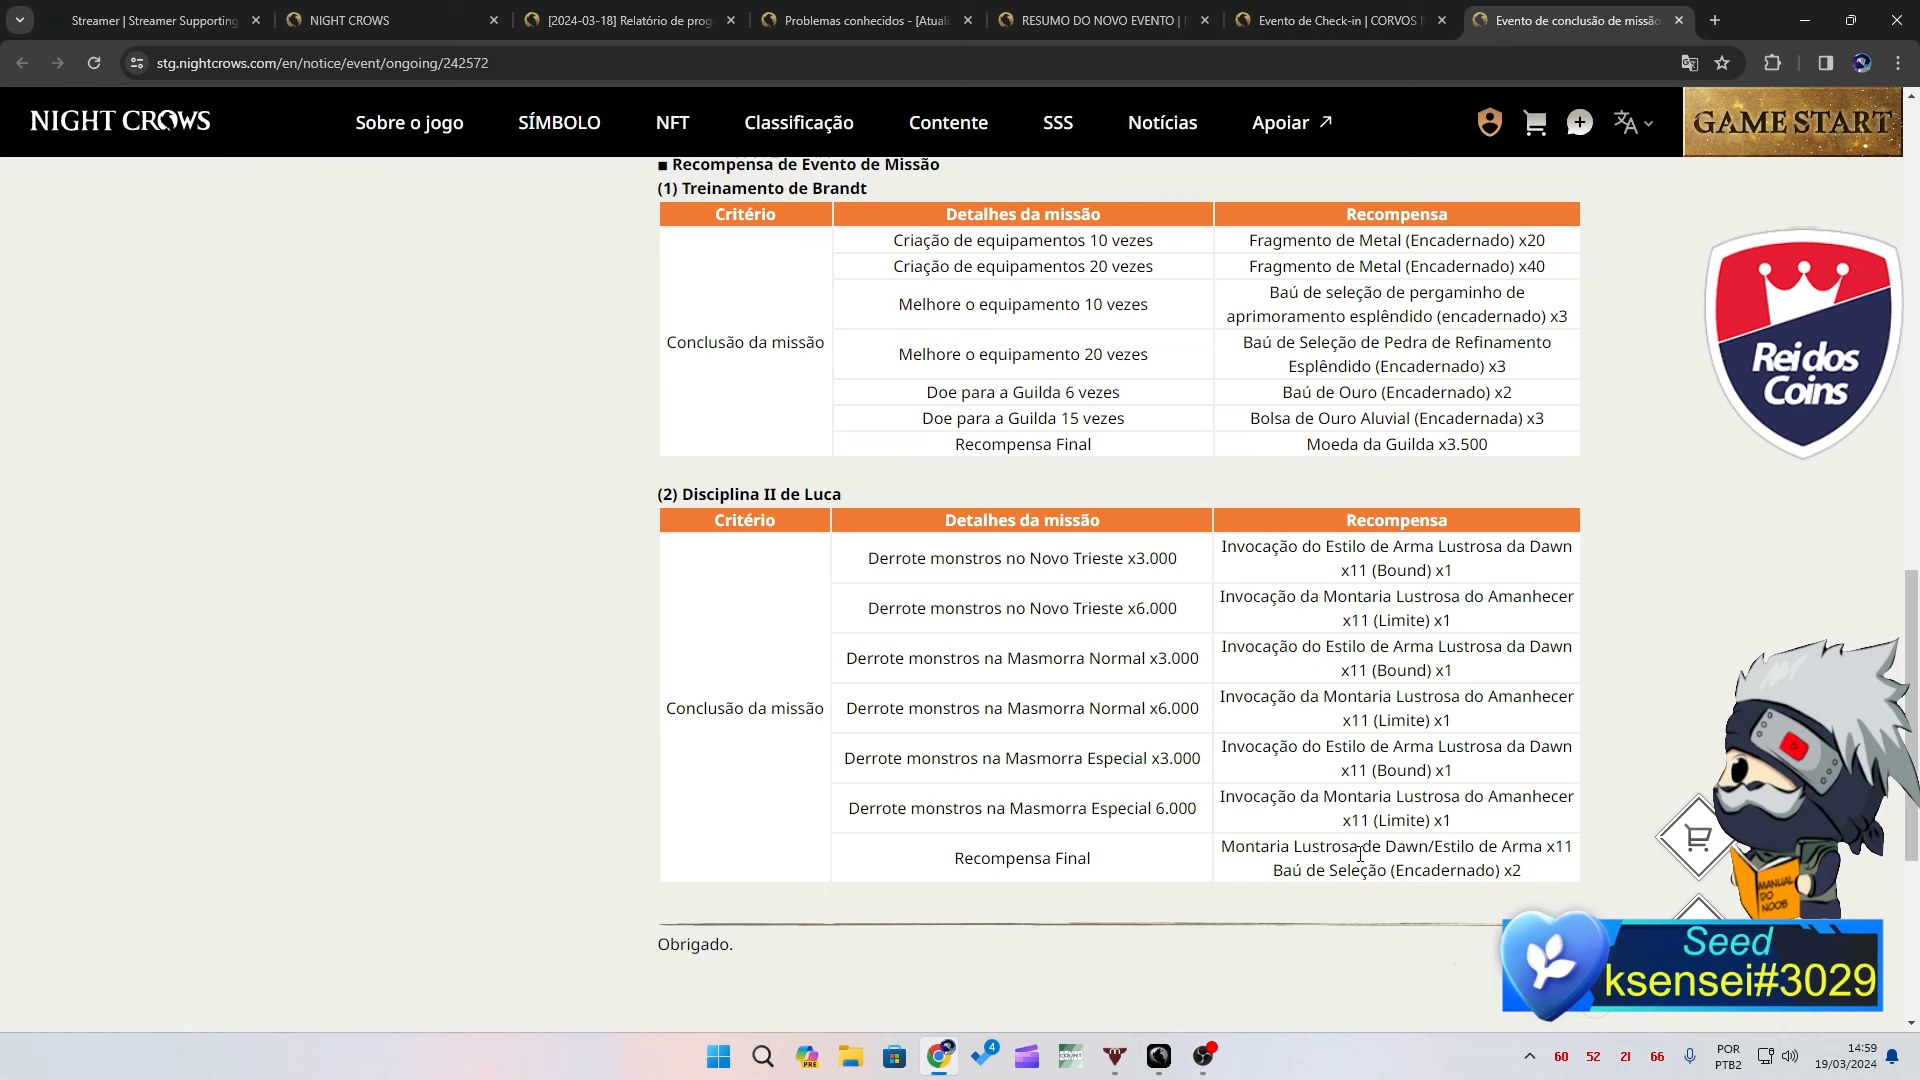 Streamer | Streamer Supporting
NIGHT CROWS
[2024-03-18] Relatório de prog
Problemas conhecidos - [Atuali
RESUMO DO NOVO EVENTO |
Evento de Check-in | CORVOS
Evento de conclusão de missão
stg.nightcrows.com/en/notice/event/ongoing/242572
NIGHT CROWS
Sobre o jogo
SÍMBOLO
NFT
Classificação
Contente
SSS
Notícias
Apoiar
GAME START
■ Recompensa de Evento de Missão
(1) Treinamento de Brandt
Critério
Detalhes da missão
Recompensa
Conclusão da missão
Criação de equipamentos 10 vezes
Fragmento de Metal (Encadernado) x20
Criação de equipamentos 20 vezes
Fragmento de Metal (Encadernado) x40
Melhore o equipamento 10 vezes
Baú de seleção de pergaminho de
aprimoramento esplêndido (encadernado) x3
Melhore o equipamento 20 vezes
Baú de Seleção de Pedra de Refinamento
Esplêndido (Encadernado) x3
Doe para a Guilda 6 vezes
Baú de Ouro (Encadernado) x2
Doe para a Guilda 15 vezes
Bolsa de Ouro Aluvial (Encadernada) x3
Recompensa Final
Moeda da Guilda x3.500
(2) Disciplina II de Luca
Critério
Detalhes da missão
Recompensa
Conclusão da missão
Derrote monstros no Novo Trieste x3.000
Invocação do Estilo de Arma Lustrosa da Dawn
x11 (Bound) x1
Derrote monstros no Novo Trieste x6.000
Invocação da Montaria Lustrosa do Amanhecer
x11 (Limite) x1
Derrote monstros na Masmorra Normal x3.000
Invocação do Estilo de Arma Lustrosa da Dawn
x11 (Bound) x1
Derrote monstros na Masmorra Normal x6.000
Invocação da Montaria Lustrosa do Amanhecer
x11 (Limite) x1
Derrote monstros na Masmorra Especial x3.000
Invocação do Estilo de Arma Lustrosa da Dawn
x11 (Bound) x1
Derrote monstros na Masmorra Especial 6.000
Invocação da Montaria Lustrosa do Amanhecer
x11 (Limite) x1
Recompensa Final
Montaria Lustrosa de Dawn/Estilo de Arma x11
Baú de Seleção (Encadernado) x2
Obrigado.
Rei dos
Coins
MANUAL
DO
NOOB
Seed
ksensei#3029
PRE
4
COUNT
60
52
21
66
POR
PTB2
14:59
19/03/2024